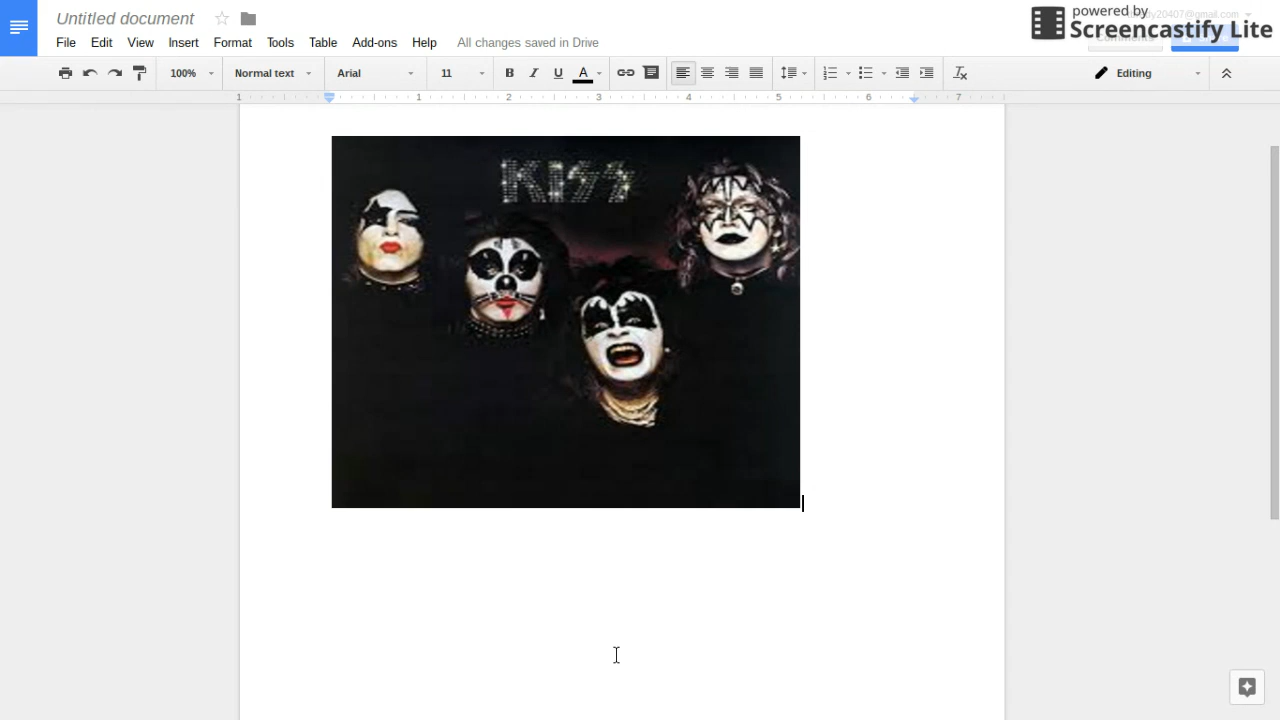 Untitled document
powered by
Screencastify Lite
File Edit View Insert Format Tools Table Add-ons Help All changes saved in Drive
100% Normal text Arial 11 B I U A Editing
1 1 2 3 4 5 6 7
KISS